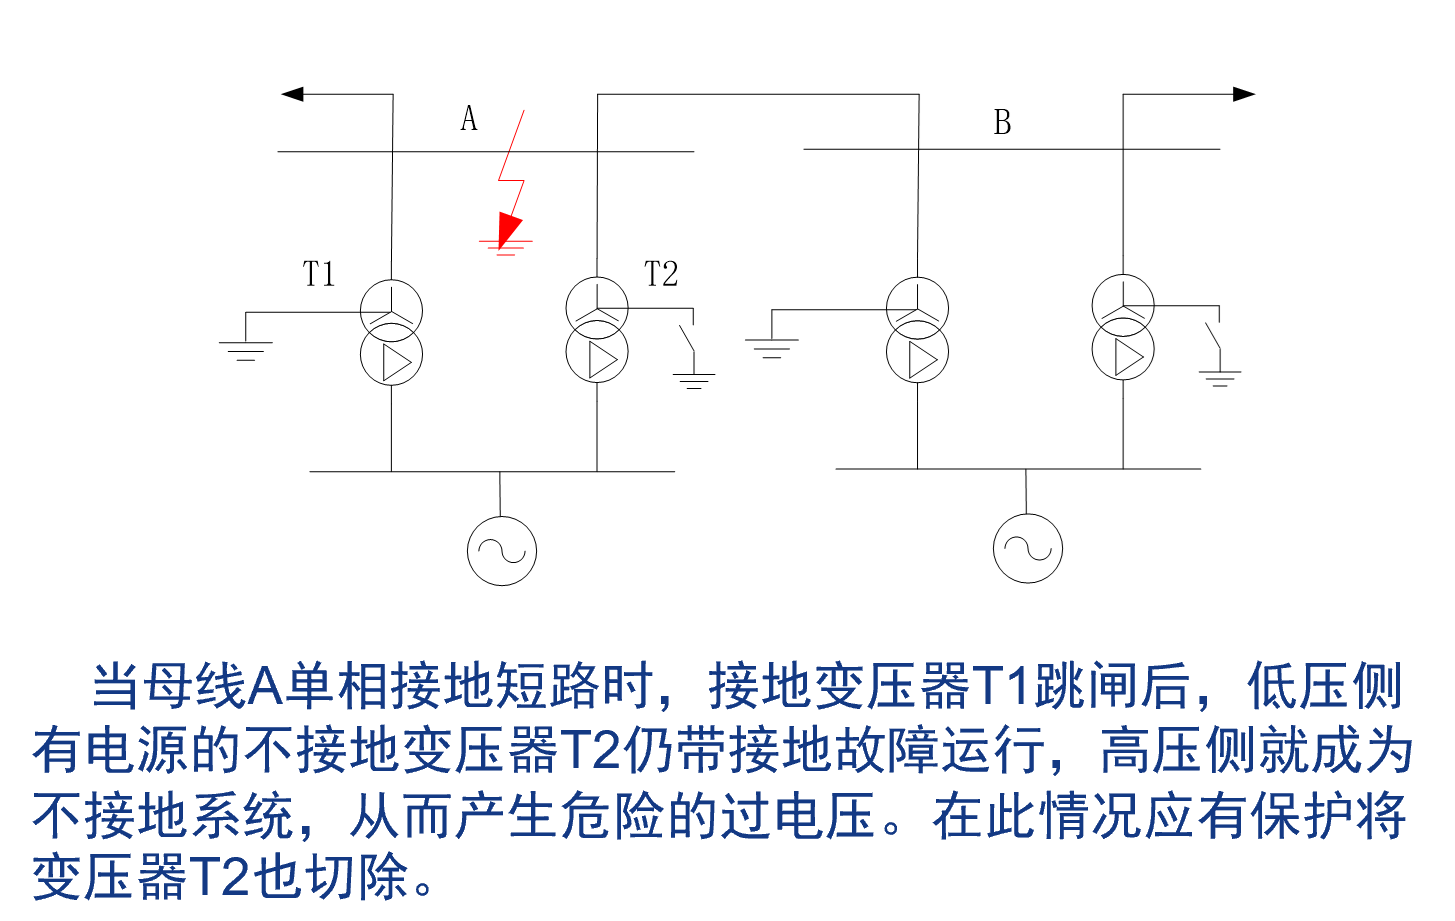 A
B
T1
T2
当母线A单相接地短路时，接地变压器T1跳闸后，低压侧
有电源的不接地变压器T2仍带接地故障运行，高压侧就成为
不接地系统，从而产生危险的过电压。在此情况应有保护将
变压器T2也切除。